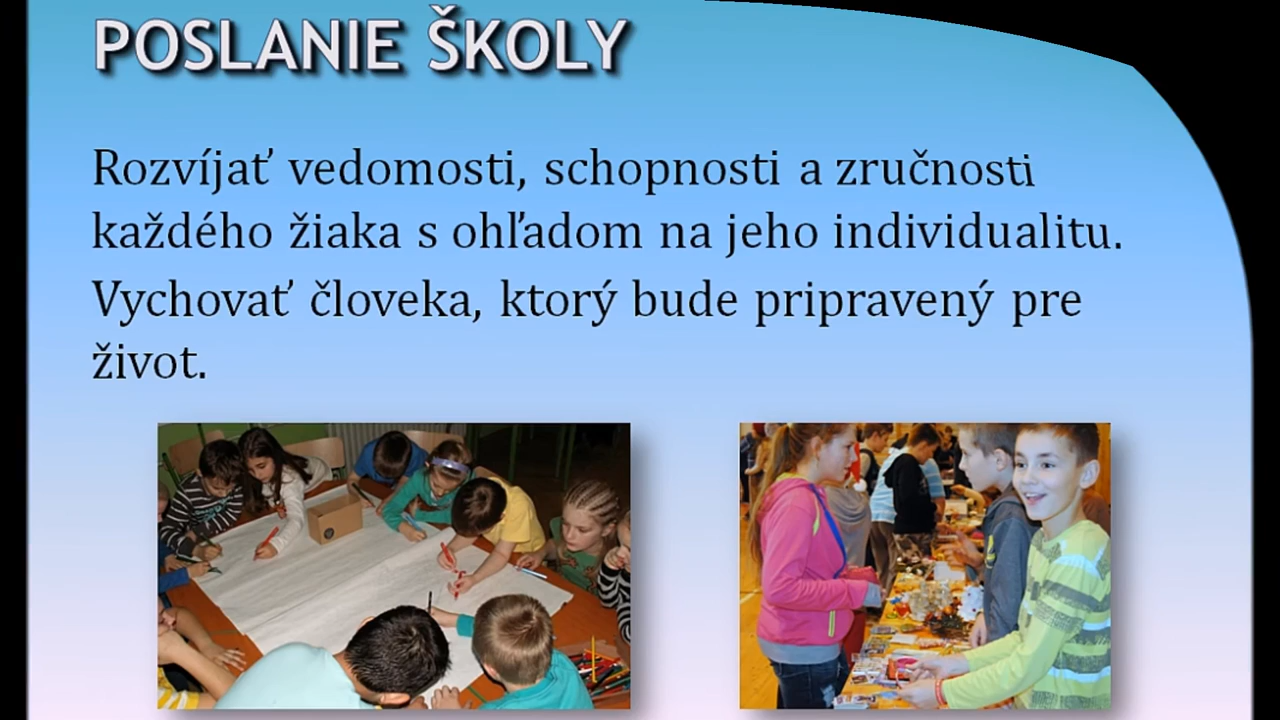 POSLANIE ŠKOLY
Rozvíjať vedomosti, schopnosti a zručnosti
každého žiaka s ohľadom na jeho individualitu.
Vychovať človeka, ktorý bude pripravený pre
život.